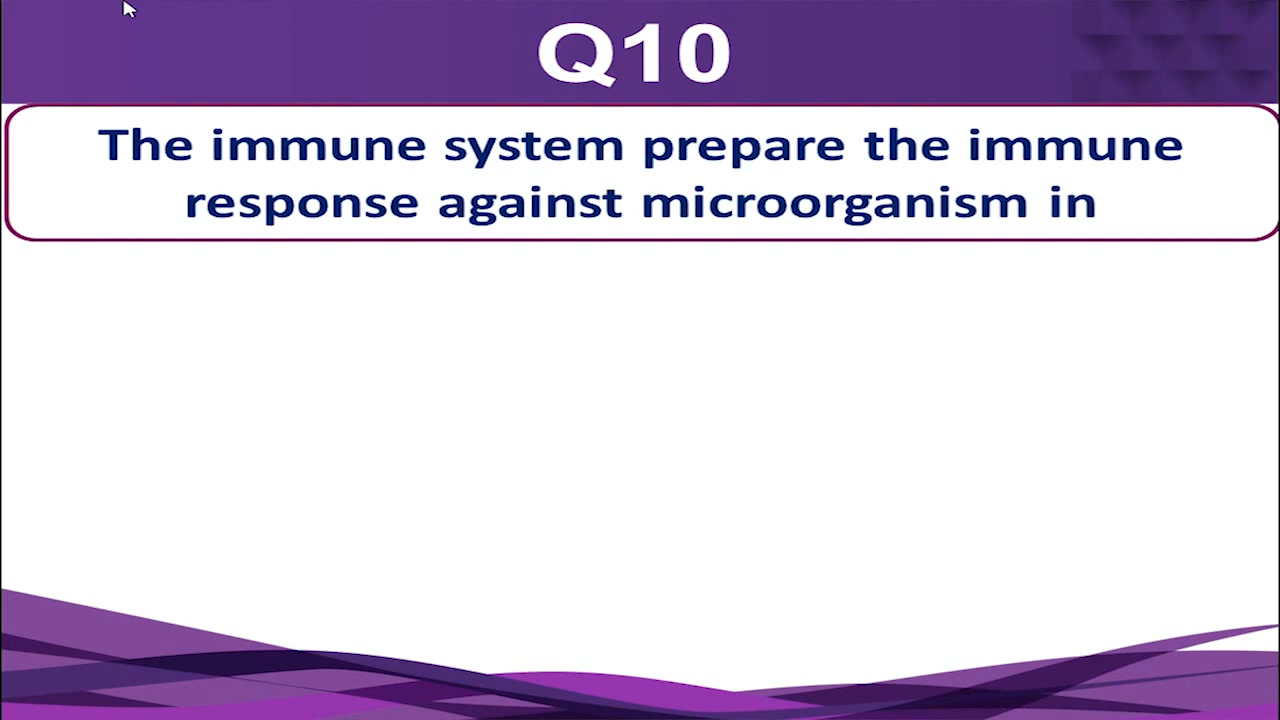 Q10
The immune system prepare the immune
response against microorganism in